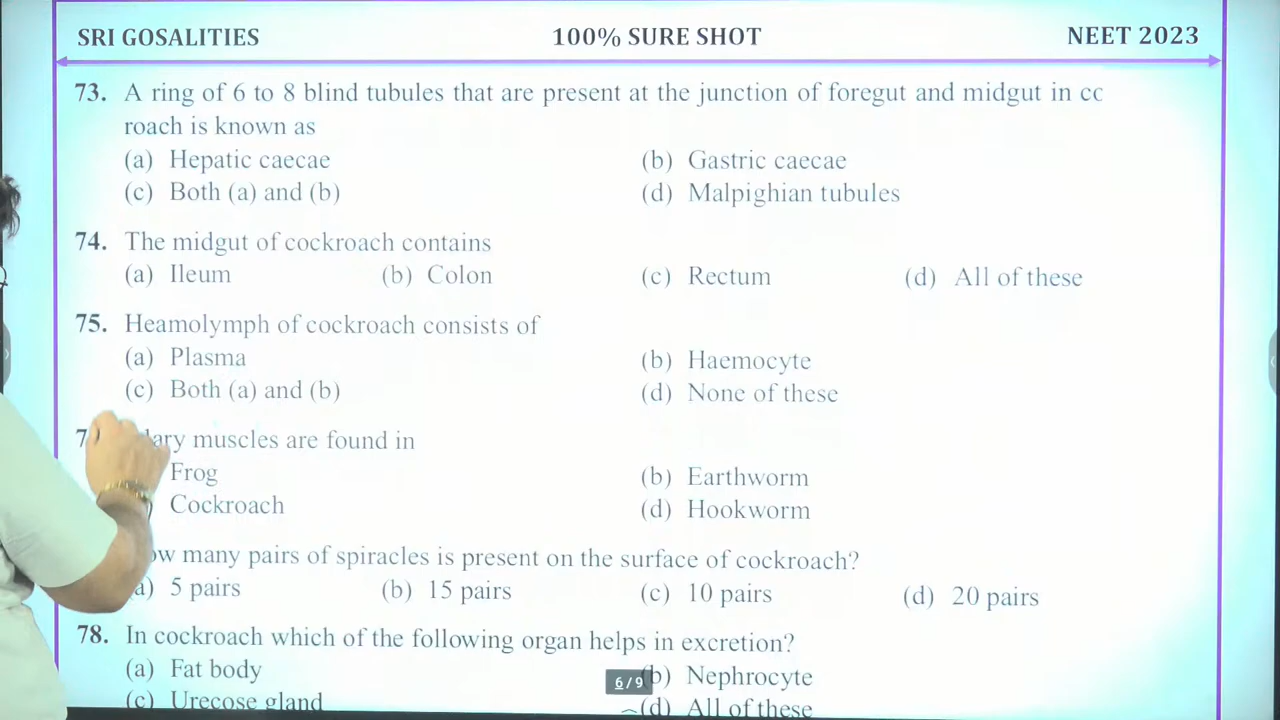 SRI GOSALITIES 100% SURE SHOT NEET 2023
73. A ring of 6 to 8 blind tubules that are present at the junction of foregut and midgut in
roach is known as
(a) Hepatic caecae (b) Gastric caecae
(c) Both (a) and (b) (d) Malpighian tubules
74. The midgut of cockroach contains
(a) Ileum (b) Colon (c) Rectum (d) All of these
75. Heamolymph of cockroach consists of
(a) Plasma (b) Haemocyte
(c) Both (a) and (b) (d) None of these
muscles are found in
Frog (b) Earthworm
Cockroach (d) Hookworm
many pairs of spiracles is present on the surface of cockroach?
a) 5 pairs (b) 15 pairs (c) 10 pairs (d) 20 pairs
78. In cockroach which of the following organ helps in excretion?
(a) Fat body (b) Nephrocyte
6 / 9
(c) Urecose gland (d) All of these